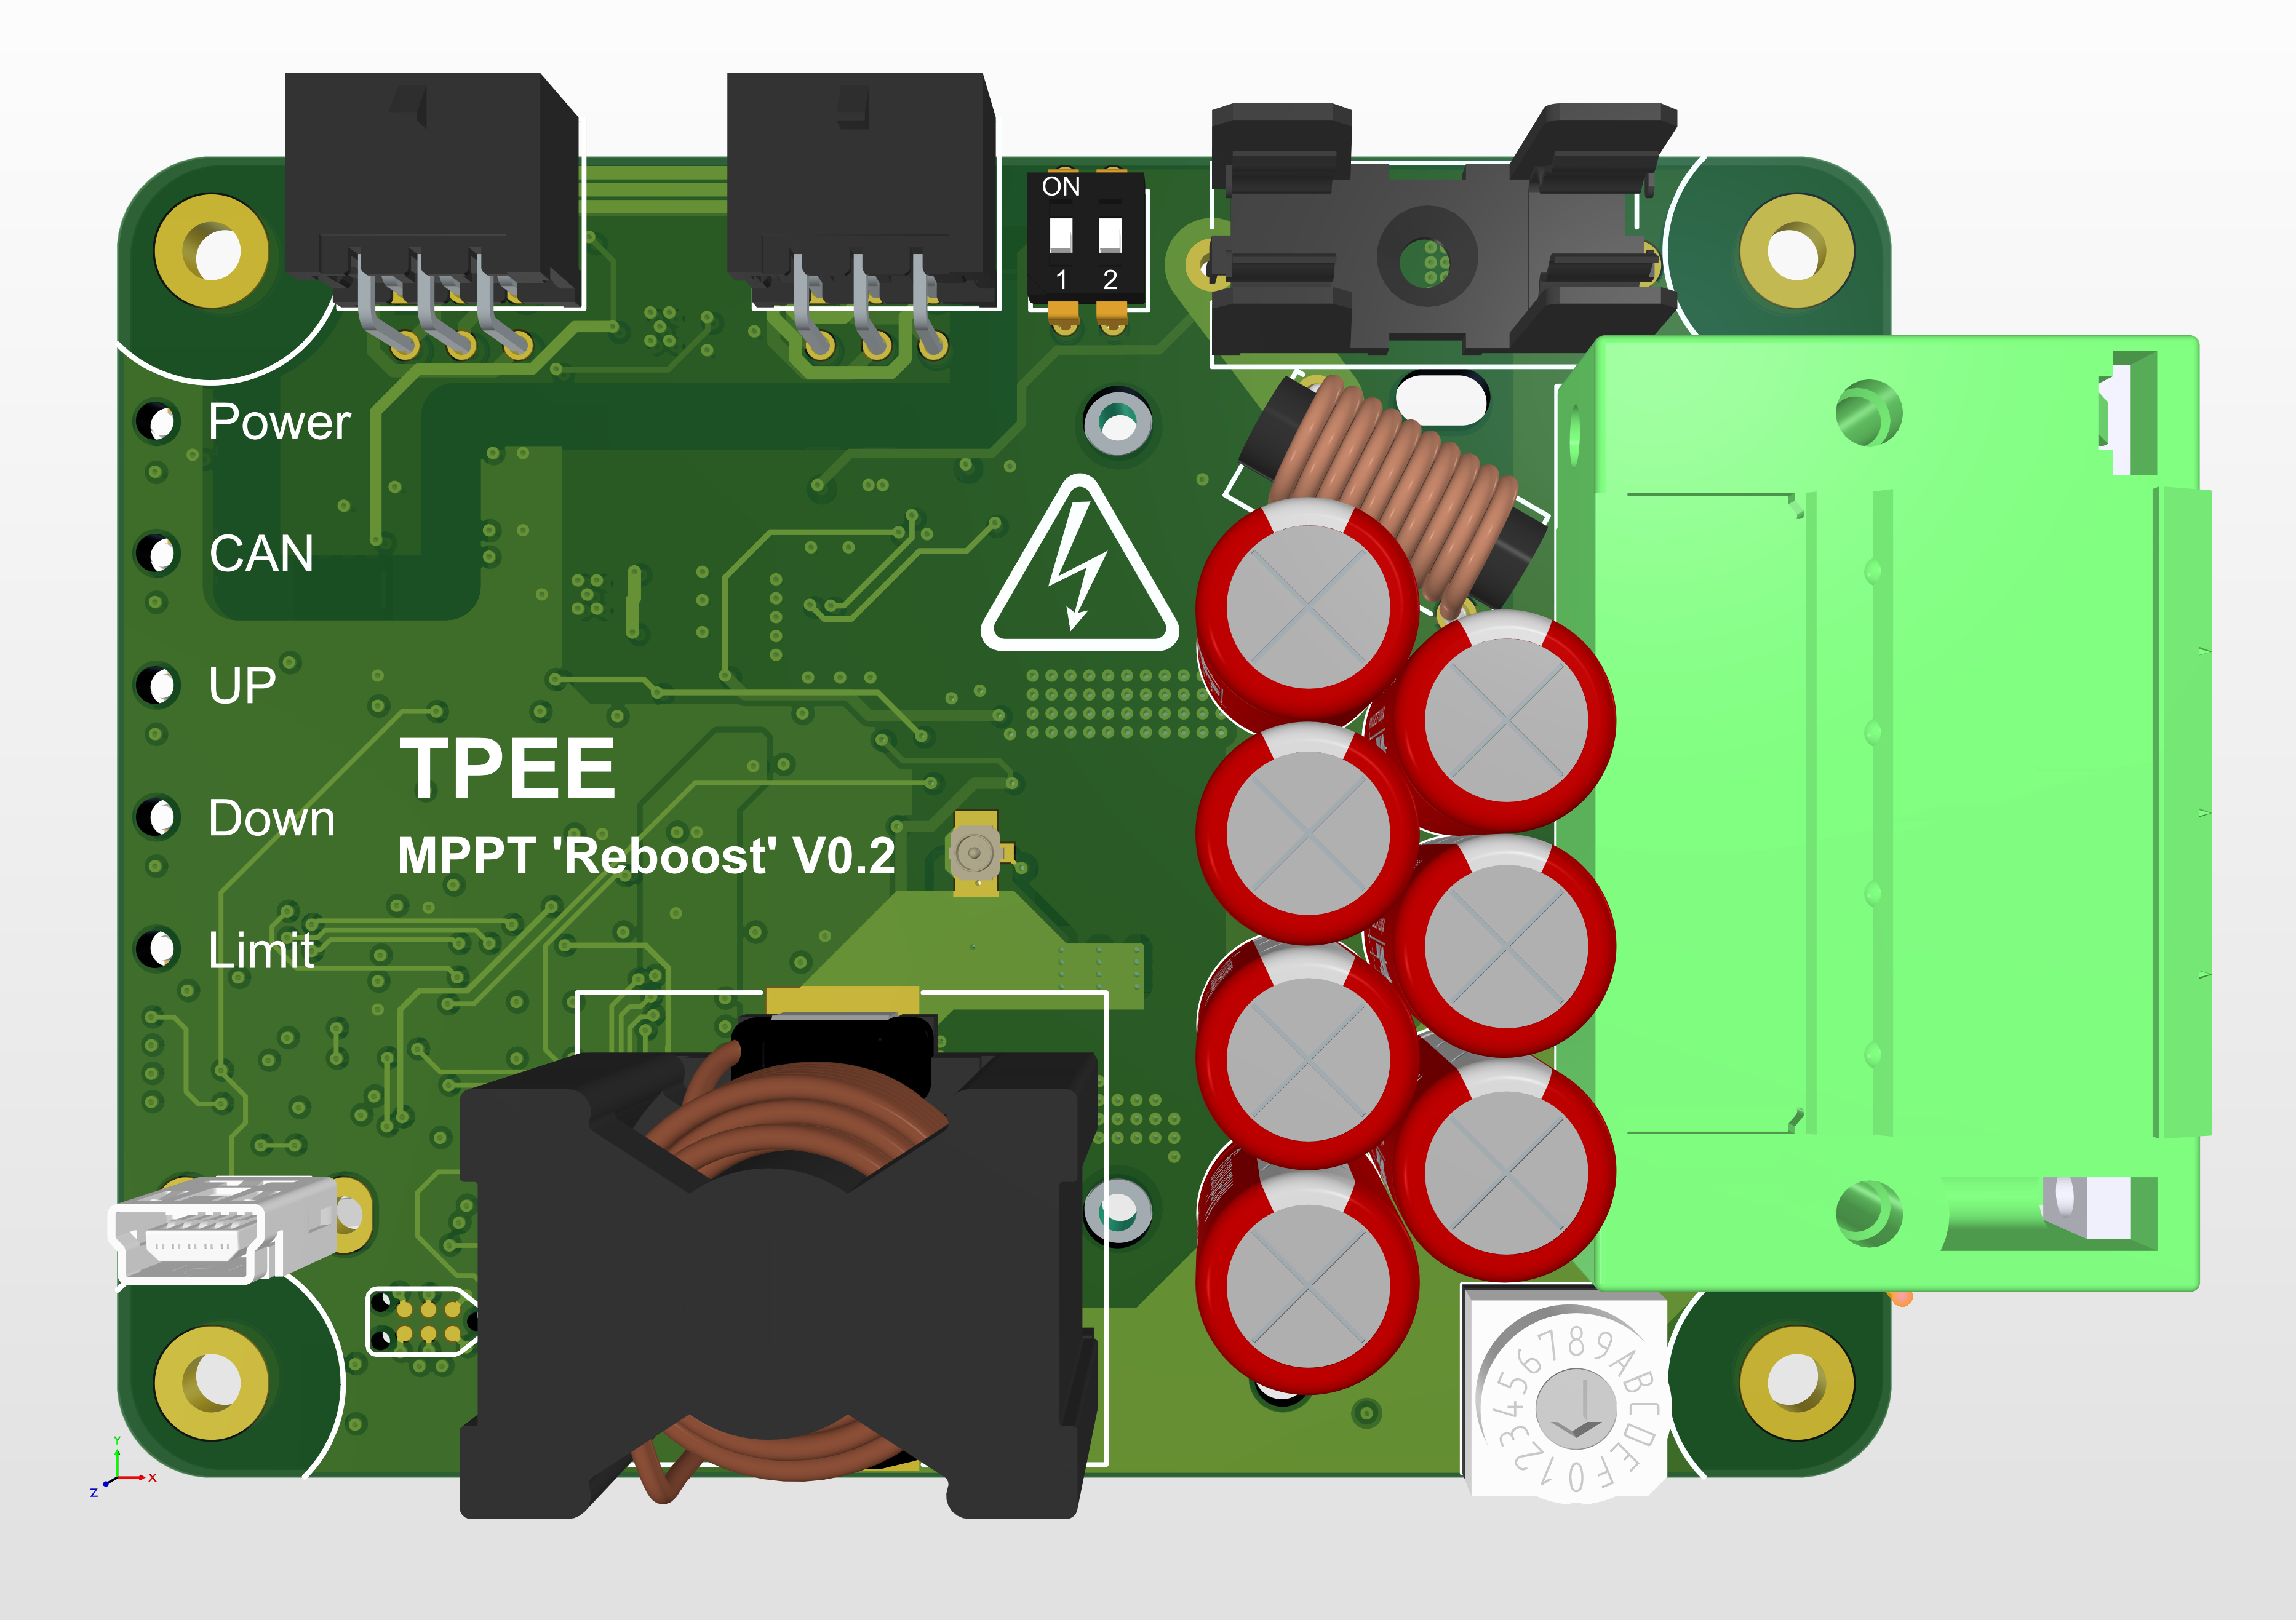 ON
1 2
Power
CAN
UP
TPEE
Down
MPPT 'Reboost' V0.2
Limit
0123456789ABCDEF
Y
X
Z